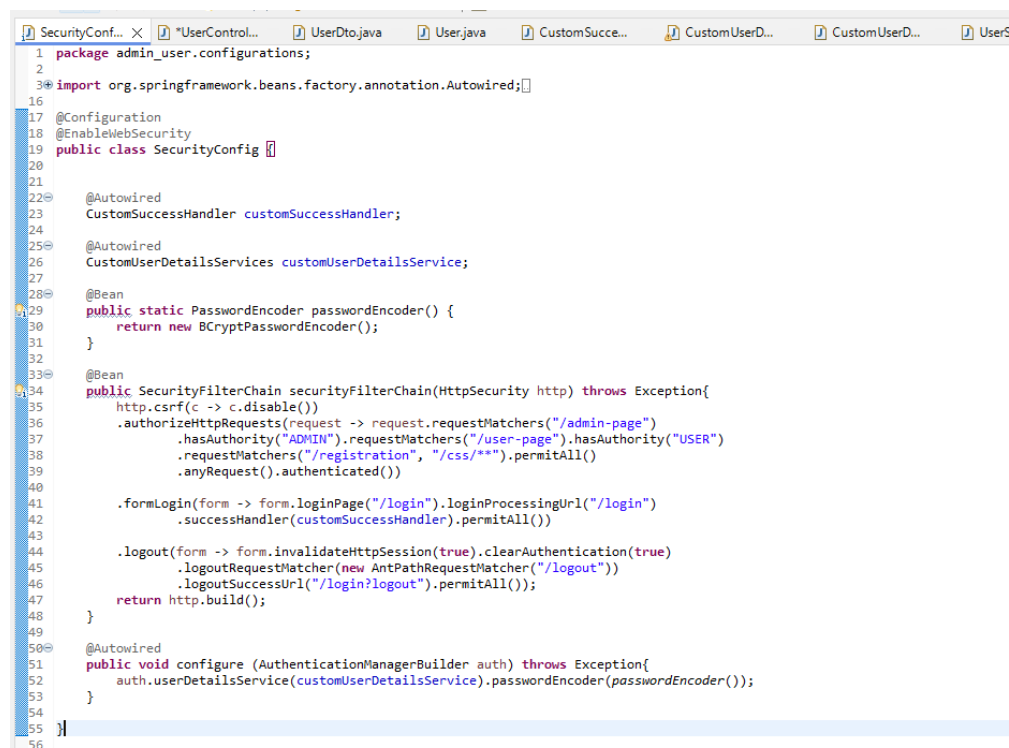 SecurityConf... *UserControl... UserDto.java User.java CustomSucce... CustomUserD... CustomUserD... UserS
1 package admin_user.configurations;
2
3 import org.springframework.beans.factory.annotation.Autowired;
16
17 @Configuration
18 @EnableWebSecurity
19 public class SecurityConfig {
20
21
22 @Autowired
23 CustomSuccessHandler customSuccessHandler;
24
25 @Autowired
26 CustomUserDetailsServices customUserDetailsService;
27
28 @Bean
29 public static PasswordEncoder passwordEncoder() {
30 return new BCryptPasswordEncoder();
31 }
32
33 @Bean
34 public SecurityFilterChain securityFilterChain(HttpSecurity http) throws Exception{
35 http.csrf(c -> c.disable())
36 .authorizeHttpRequests(request -> request.requestMatchers("/admin-page")
37 .hasAuthority("ADMIN").requestMatchers("/user-page").hasAuthority("USER")
38 .requestMatchers("/registration", "/css/**").permitAll()
39 .anyRequest().authenticated())
40
41 .formLogin(form -> form.loginPage("/login").loginProcessingUrl("/login")
42 .successHandler(customSuccessHandler).permitAll())
43
44 .logout(form -> form.invalidateHttpSession(true).clearAuthentication(true)
45 .logoutRequestMatcher(new AntPathRequestMatcher("/logout"))
46 .logoutSuccessUrl("/login?logout").permitAll());
47 return http.build();
48 }
49
50 @Autowired
51 public void configure (AuthenticationManagerBuilder auth) throws Exception{
52 auth.userDetailsService(customUserDetailsService).passwordEncoder(passwordEncoder());
53 }
54
55 }
56